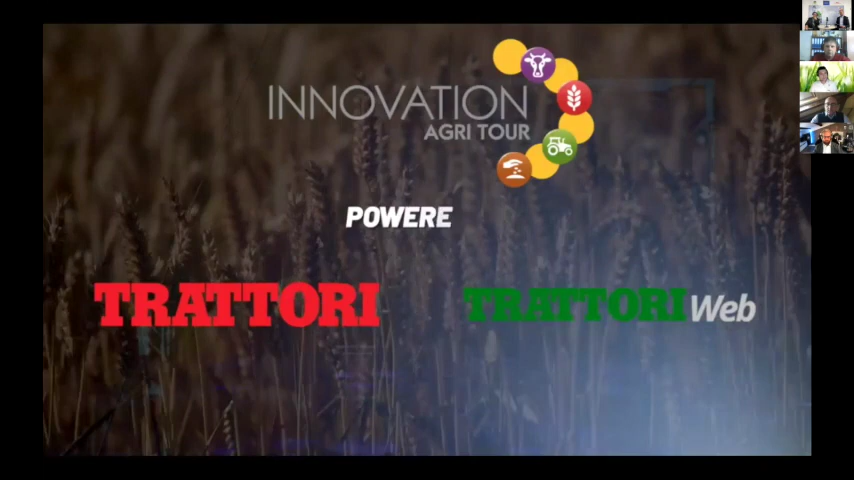 INNOVATION
AGRI TOUR
POWERE
TRATTORI
TRATTORI Web